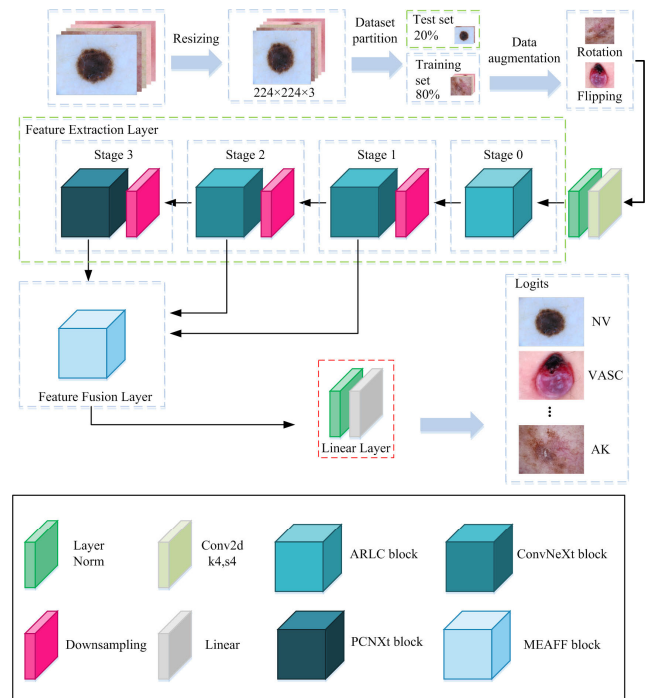 Resizing
224×224×3
Dataset
partition
Test set
20%
Training
set
80%
Data
augmentation
Rotation
Flipping
Feature Extraction Layer
Stage 3
Stage 2
Stage 1
Stage 0
Feature Fusion Layer
Linear Layer
Logits
NV
VASC
...
AK
Layer
Norm
Conv2d
k4,s4
ARLC block
ConvNeXt block
Downsampling
Linear
PCNXt block
MEAFF block